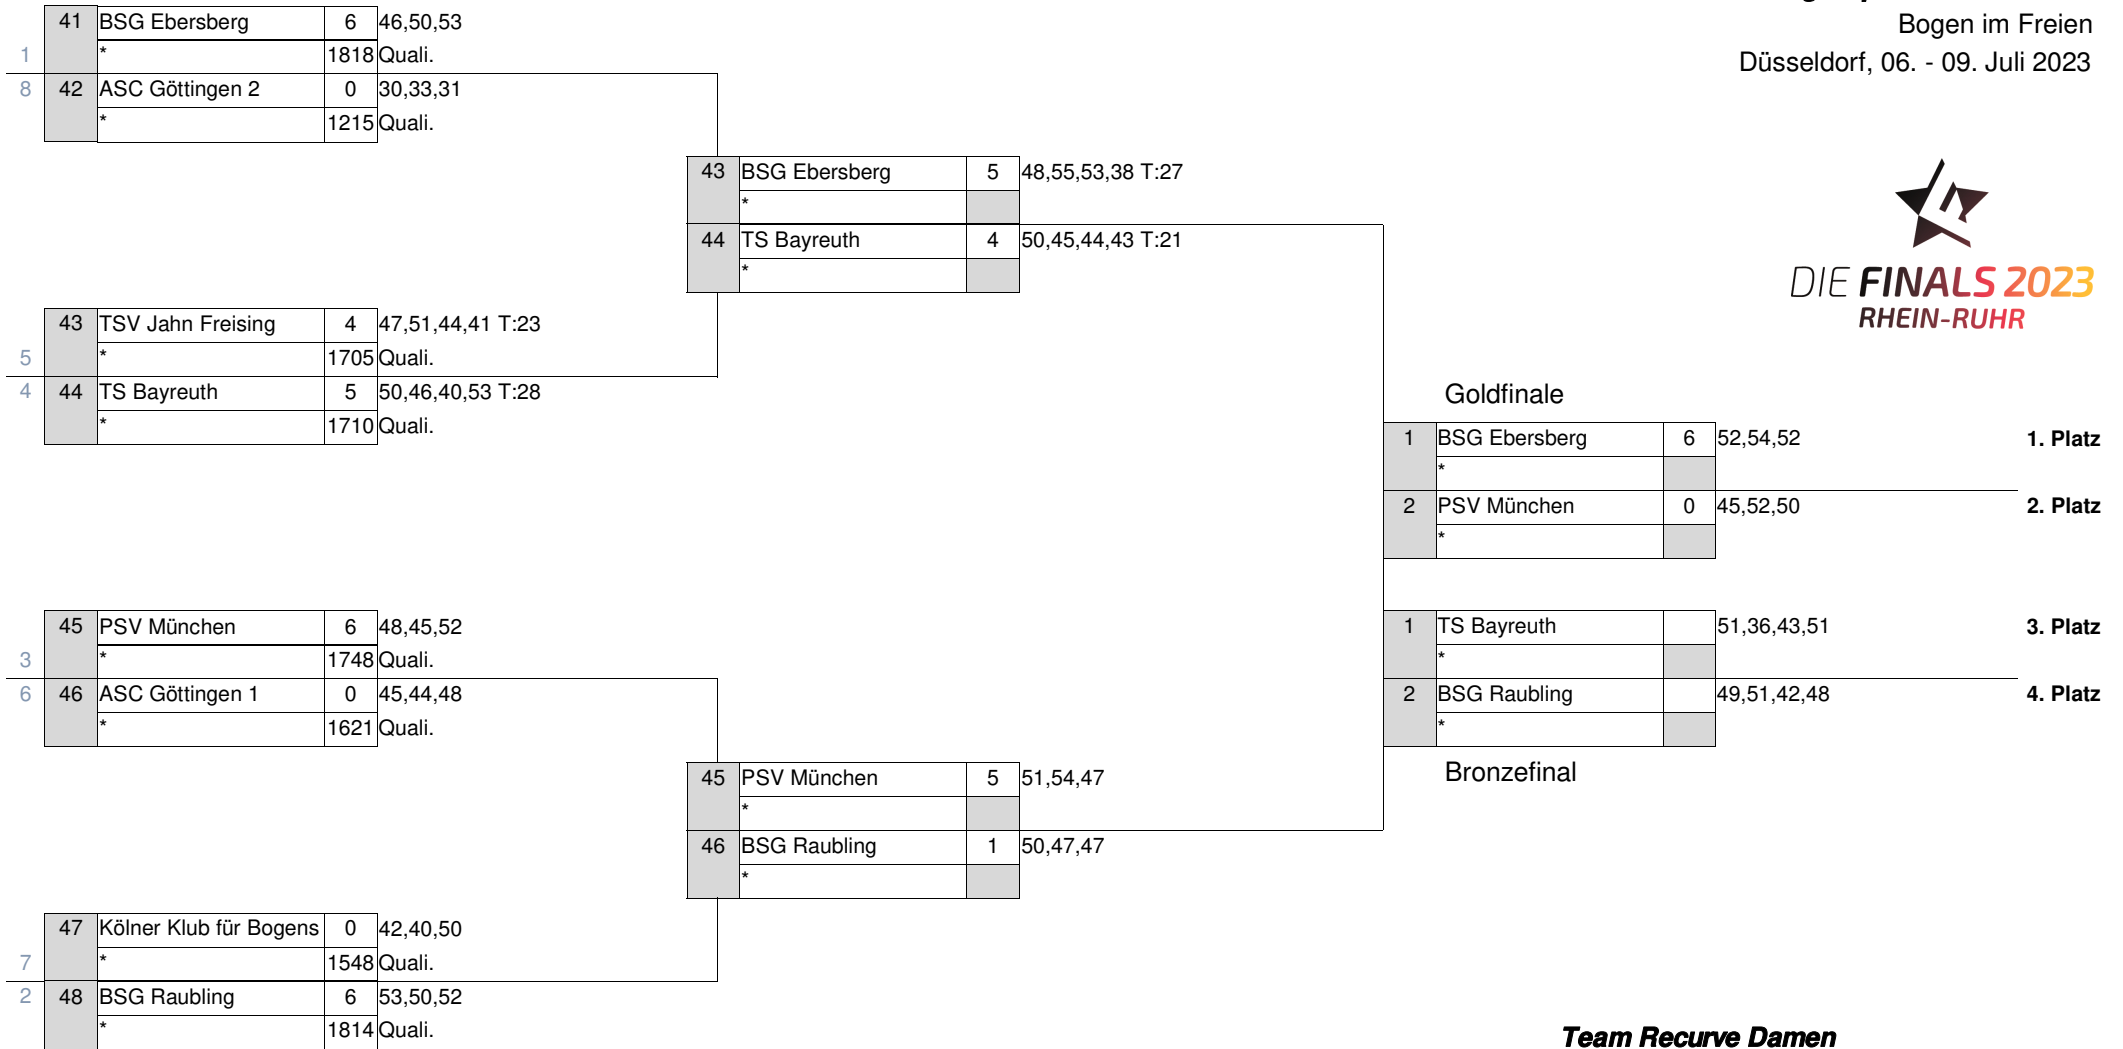 Bogen im Freien
Düsseldorf, 06. - 09. Juli 2023
41 BSG Ebersberg 6 46,50,53
1 * 1818 Quali.
8 42 ASC Göttingen 2 0 30,33,31
* 1215 Quali.
43 BSG Ebersberg 5 48,55,53,38 T:27
*
44 TS Bayreuth 4 50,45,44,43 T:21
*
DIE FINALS 2023
RHEIN-RUHR
43 TSV Jahn Freising 4 47,51,44,41 T:23
5 * 1705 Quali.
4 44 TS Bayreuth 5 50,46,40,53 T:28
* 1710 Quali.
Goldfinale
1 BSG Ebersberg 6 52,54,52 1. Platz
*
2 PSV München 0 45,52,50 2. Platz
*
45 PSV München 6 48,45,52
3 * 1748 Quali.
6 46 ASC Göttingen 1 0 45,44,48
* 1621 Quali.
1 TS Bayreuth 51,36,43,51 3. Platz
*
2 BSG Raubling 49,51,42,48 4. Platz
*
Bronzefinal
45 PSV München 5 51,54,47
*
46 BSG Raubling 1 50,47,47
*
47 Kölner Klub für Bogens 0 42,40,50
7 * 1548 Quali.
2 48 BSG Raubling 6 53,50,52
* 1814 Quali.
Team Recurve Damen